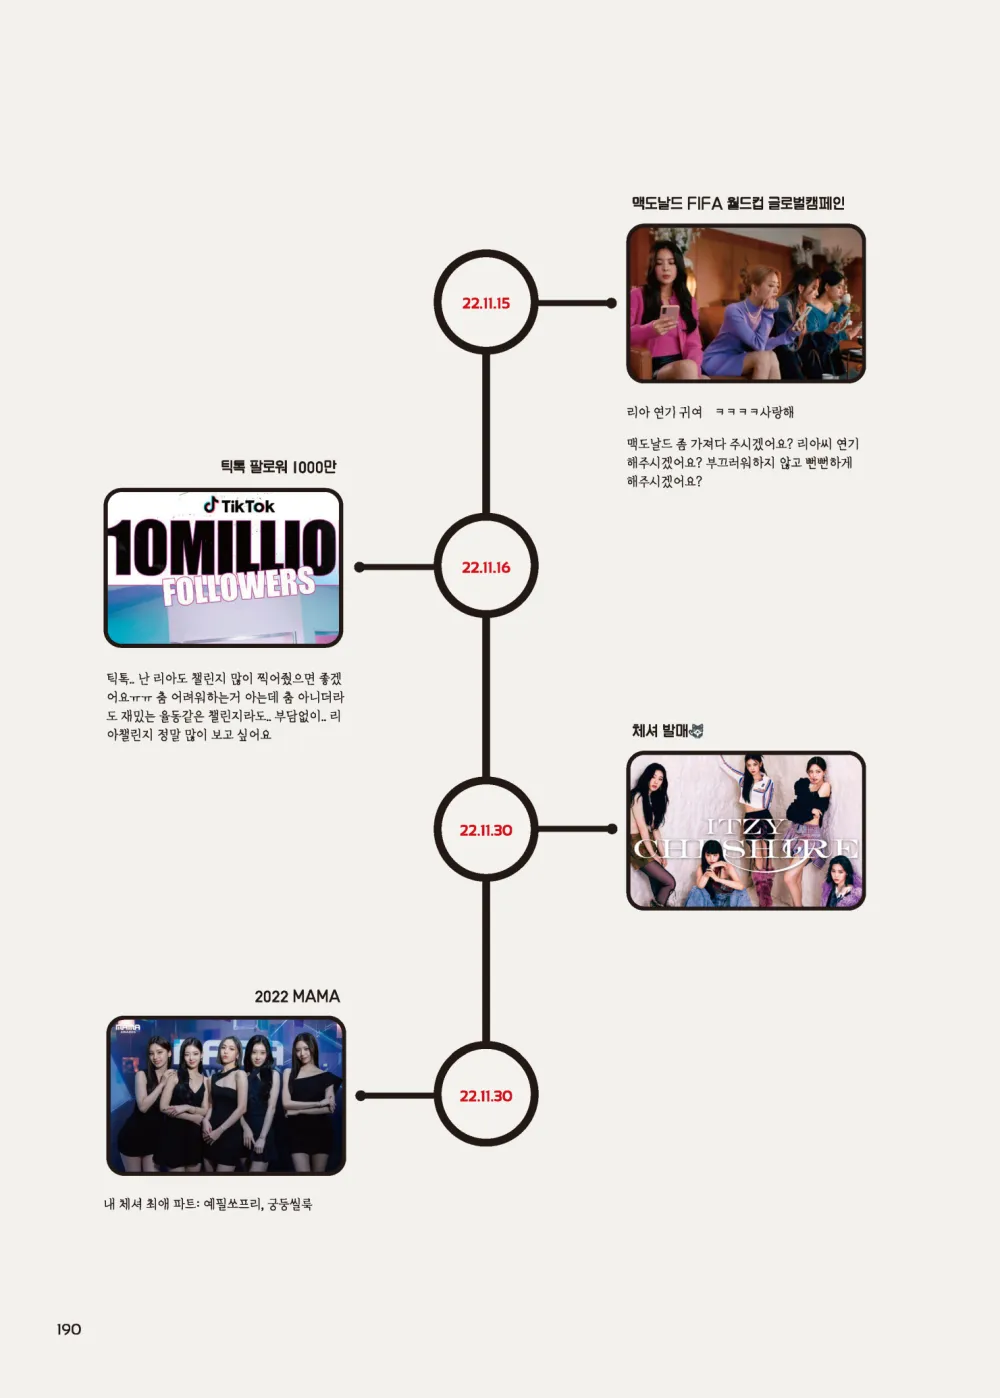 맥도날드 FIFA 월드컵 글로벌캠페인
22.11.15
리아 연기 귀여 ㅋㅋㅋㅋ사랑해
맥도날드 좀 가져다 주시겠어요? 리아씨 연기
해주시겠어요? 부끄러워하지 않고 뻔뻔하게
해주시겠어요?
틱톡 팔로워 1000만
TikTok
10MILLIO
FOLLOWERS
22.11.16
틱톡.. 난 리아도 챌린지 많이 찍어줬으면 좋겠
어요ㅠㅠ 춤 어려워하는거 아는데 춤 아니더라
도 재밌는 율동같은 챌린지라도.. 부담없이.. 리
아챌린지 정말 많이 보고 싶어요
체셔 발매
22.11.30
ITZY
CHESHIRE
2022 MAMA
MAMA
22.11.30
내 체셔 최애 파트: 예필쏘프리, 궁둥씰룩
190